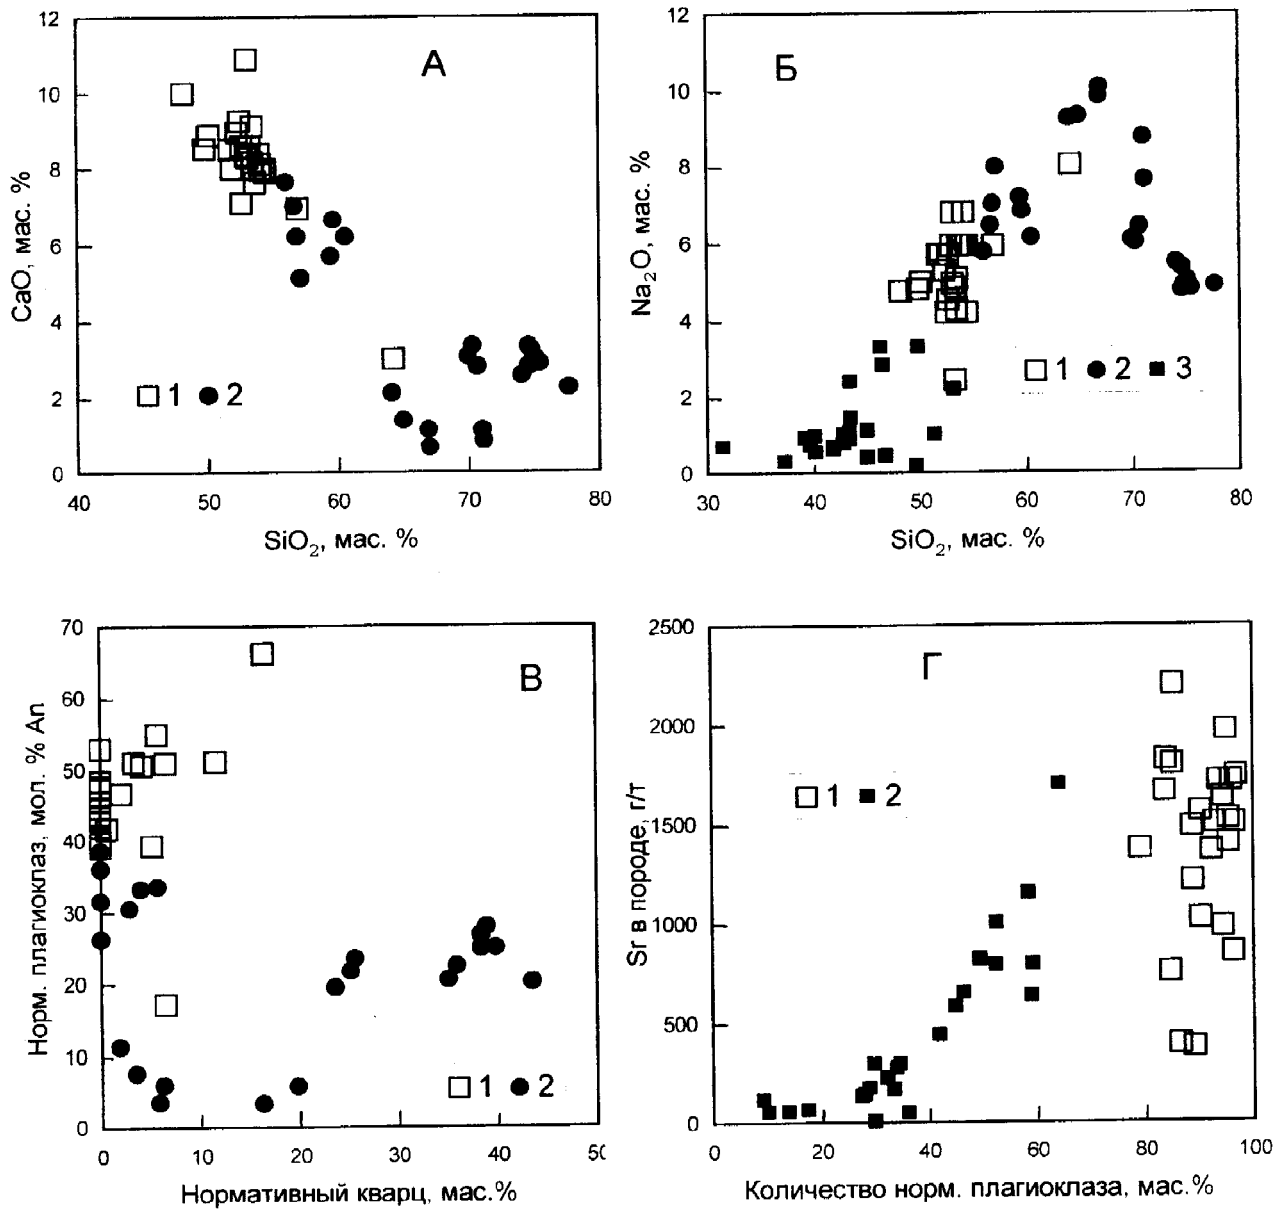 А
CaO, мас. %
12
10
8
6
4
2
0
1 2
40 50 60 70 80
SiO₂, мас. %
Б
Na₂O, мас. %
12
10
8
6
4
2
0
1 2 3
30 40 50 60 70 80
SiO₂, мас. %
В
Норм. плагиоклаз, мол. % An
70
60
50
40
30
20
10
0
1 2
0 10 20 30 40
Нормативный кварц, мас.%
Г
Sr в породе, г/т
2500
2000
1500
1000
500
0
1 2
0 20 40 60 80 100
Количество норм. плагиоклаза, мас.%